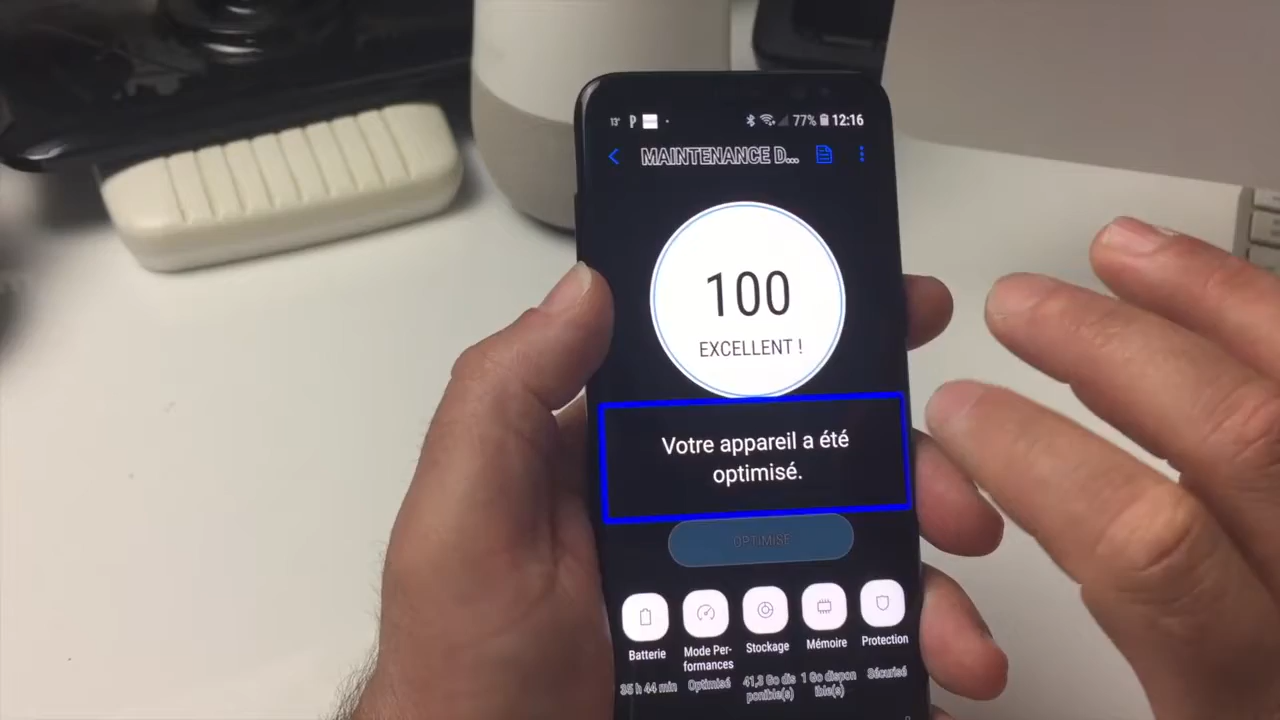 13° P 77% 12:16
MAINTENANCE D...
100
EXCELLENT !
Votre appareil a été
optimisé.
OPTIMISÉ
Batterie
35 h 44 min
Mode Per-
formances
Optimisé
Stockage
41,3 Go dis
ponible(s)
Mémoire
1 Go dispon
ible(s)
Protection
Sécurisé